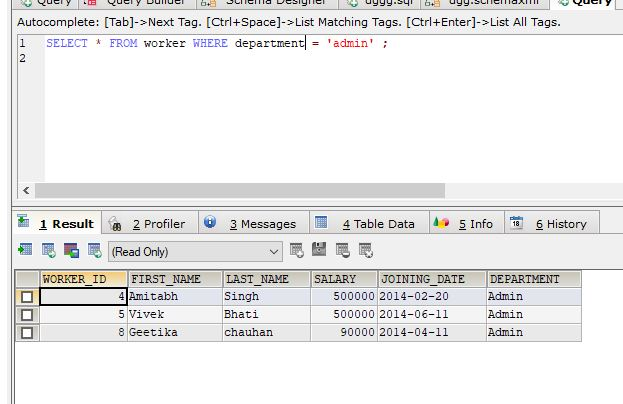 Query Query Builder Schema Designer uggg.sql ugg.schemaxml Query
Autocomplete: [Tab]->Next Tag. [Ctrl+Space]->List Matching Tags. [Ctrl+Enter]->List All Tags.
1 SELECT * FROM worker WHERE department = 'admin' ;
2
1 Result 2 Profiler 3 Messages 4 Table Data 5 Info 18 6 History
(Read Only)
WORKER_ID FIRST_NAME LAST_NAME SALARY JOINING_DATE DEPARTMENT
4 Amitabh Singh 500000 2014-02-20 Admin
5 Vivek Bhati 500000 2014-06-11 Admin
8 Geetika chauhan 90000 2014-04-11 Admin